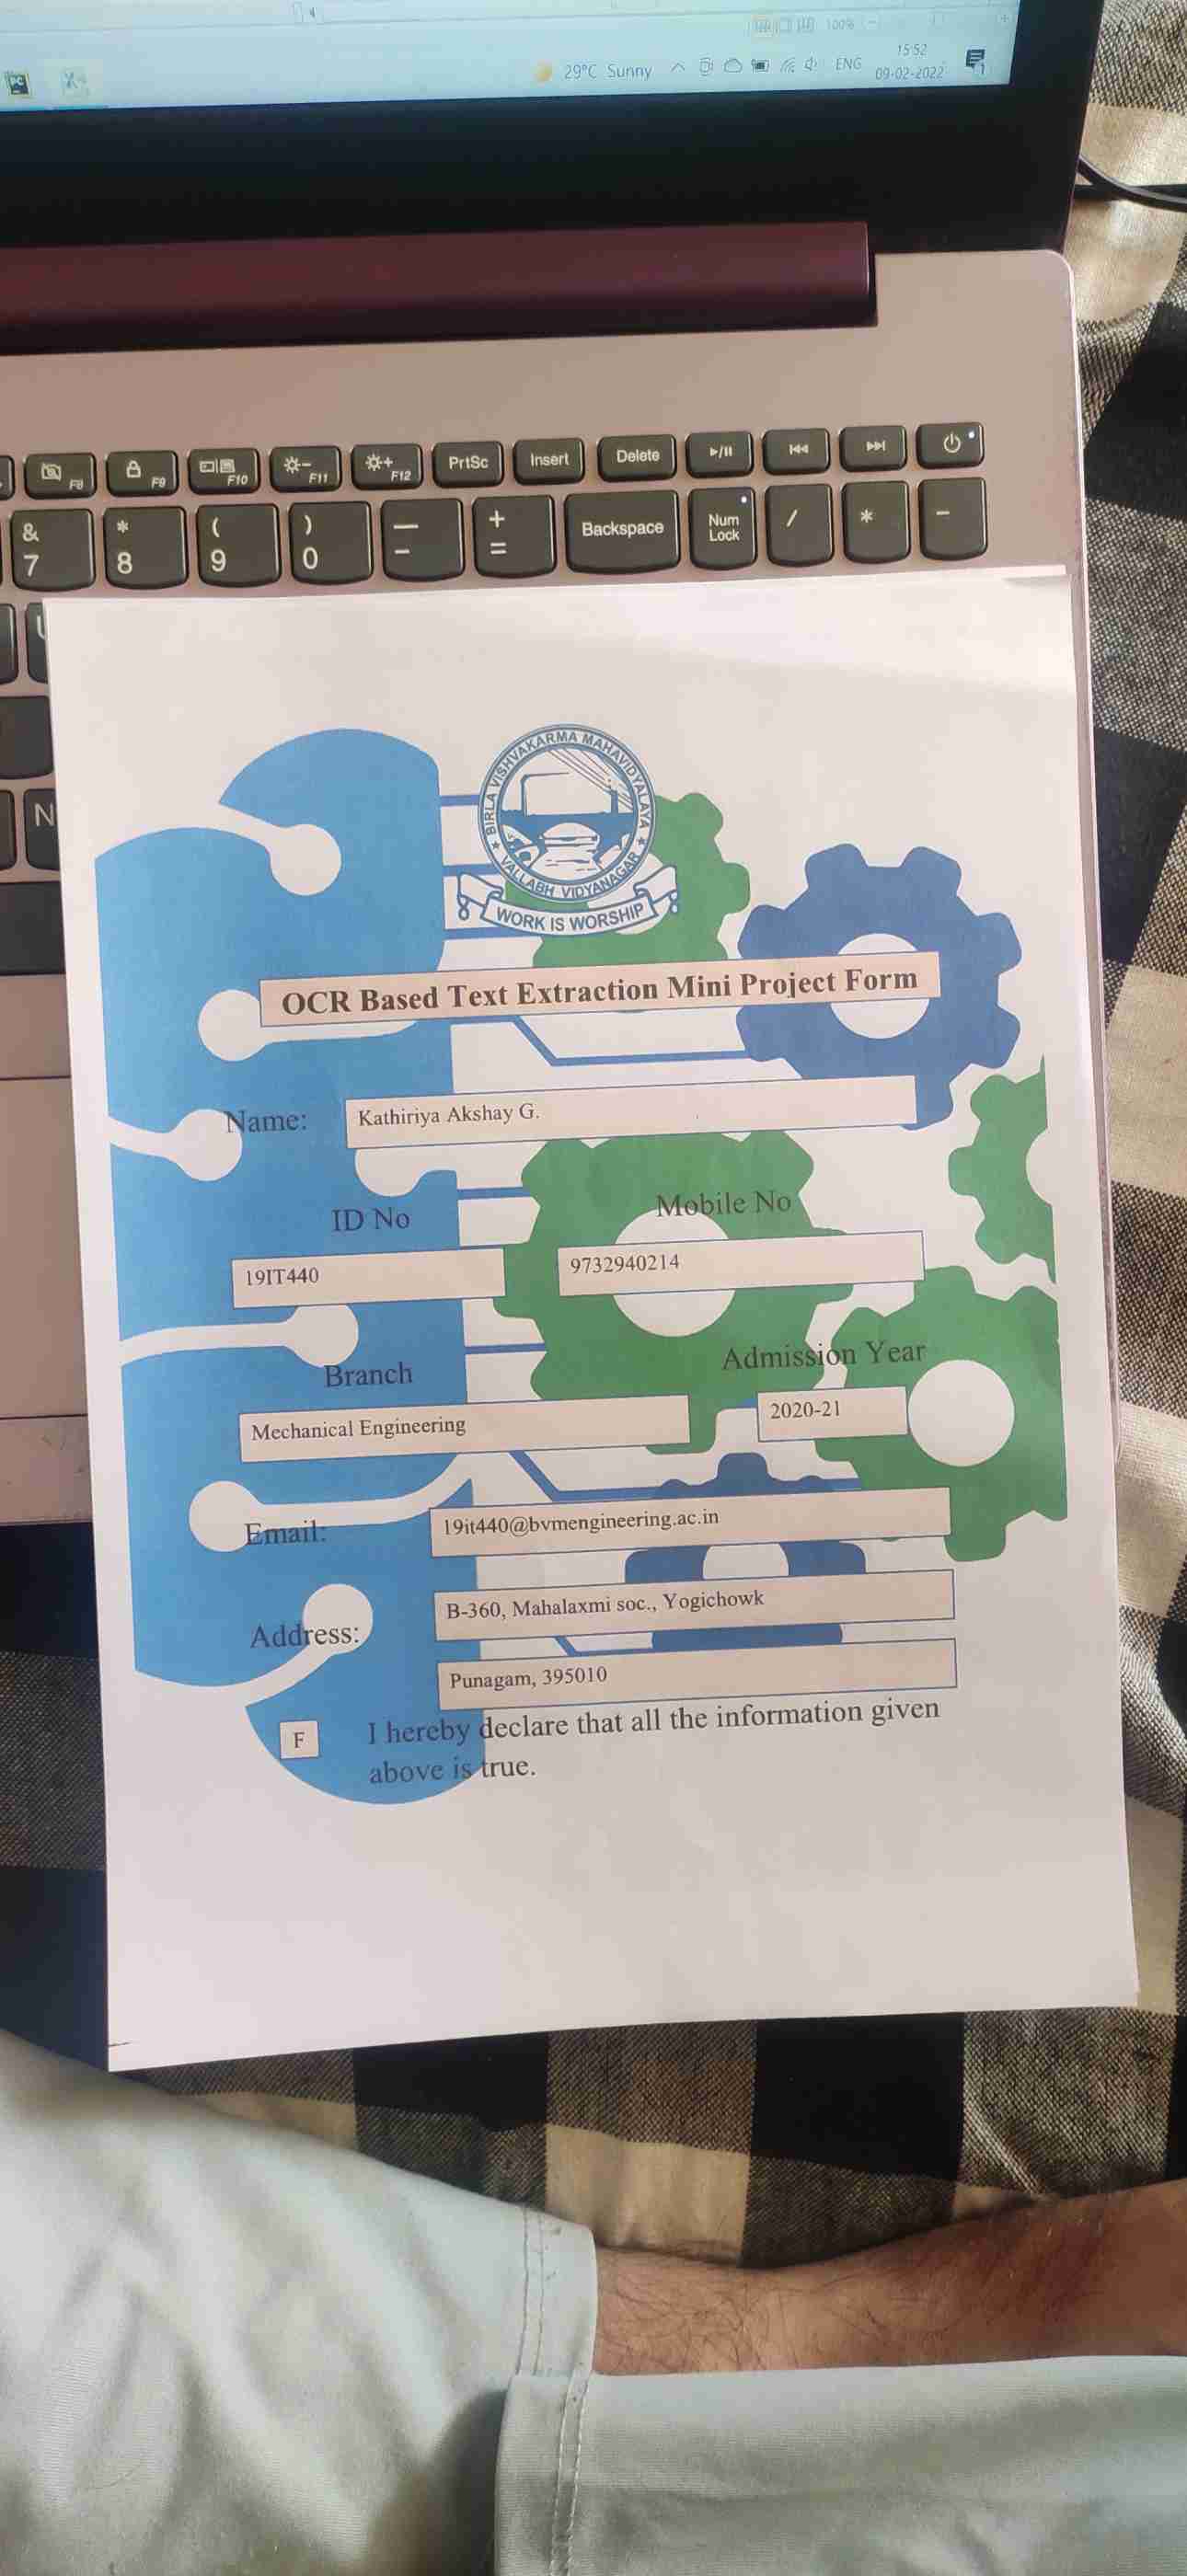 4
100%
PC
29°C Sunny
ENG
15:52
09-02-2022
1
F8
F9
F10
F11
F12
PrtSc
Insert
Delete
&
7
*
8
(
9
)
0
—
-
+
=
Backspace
Num
Lock
/
*
-
U
N
BIRLA VISHVAKARMA MAHAVIDYALAYA
VALLABH VIDYANAGAR
WORK IS WORSHIP
OCR Based Text Extraction Mini Project Form
Name: Kathiriya Akshay G.
ID No Mobile No
19IT440 9732940214
Branch Admission Year
Mechanical Engineering 2020-21
Email: 19it440@bvmengineering.ac.in
Address: B-360, Mahalaxmi soc., Yogichowk
Punagam, 395010
F I hereby declare that all the information given
above is true.